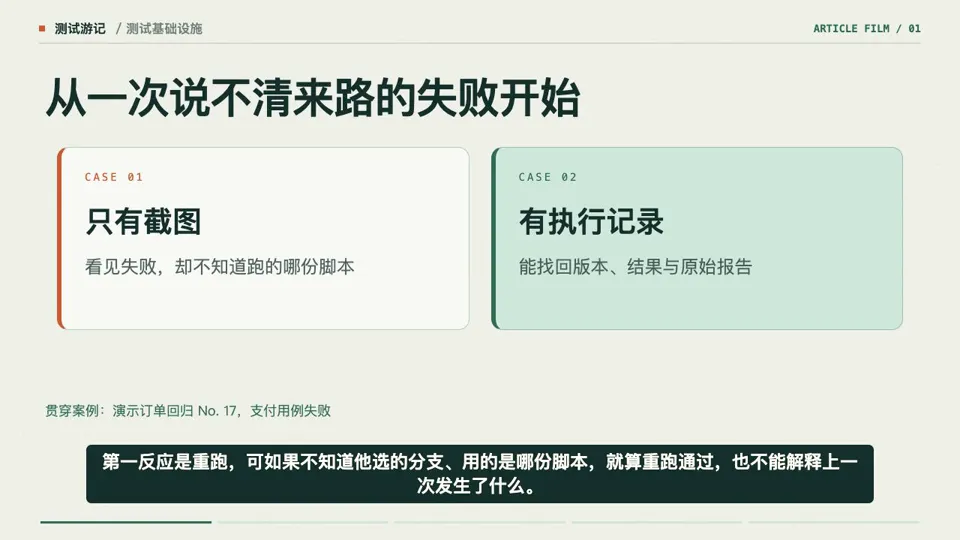 测试游记 / 测试基础设施
ARTICLE FILM / 01
从一次说不清来路的失败开始
CASE 01
只有截图
看见失败，却不知道跑的哪份脚本
CASE 02
有执行记录
能找回版本、结果与原始报告
贯穿案例：演示订单回归 No. 17，支付用例失败
第一反应是重跑，可如果不知道他选的分支、用的是哪份脚本，就算重跑通过，也不能解释上一
次发生了什么。